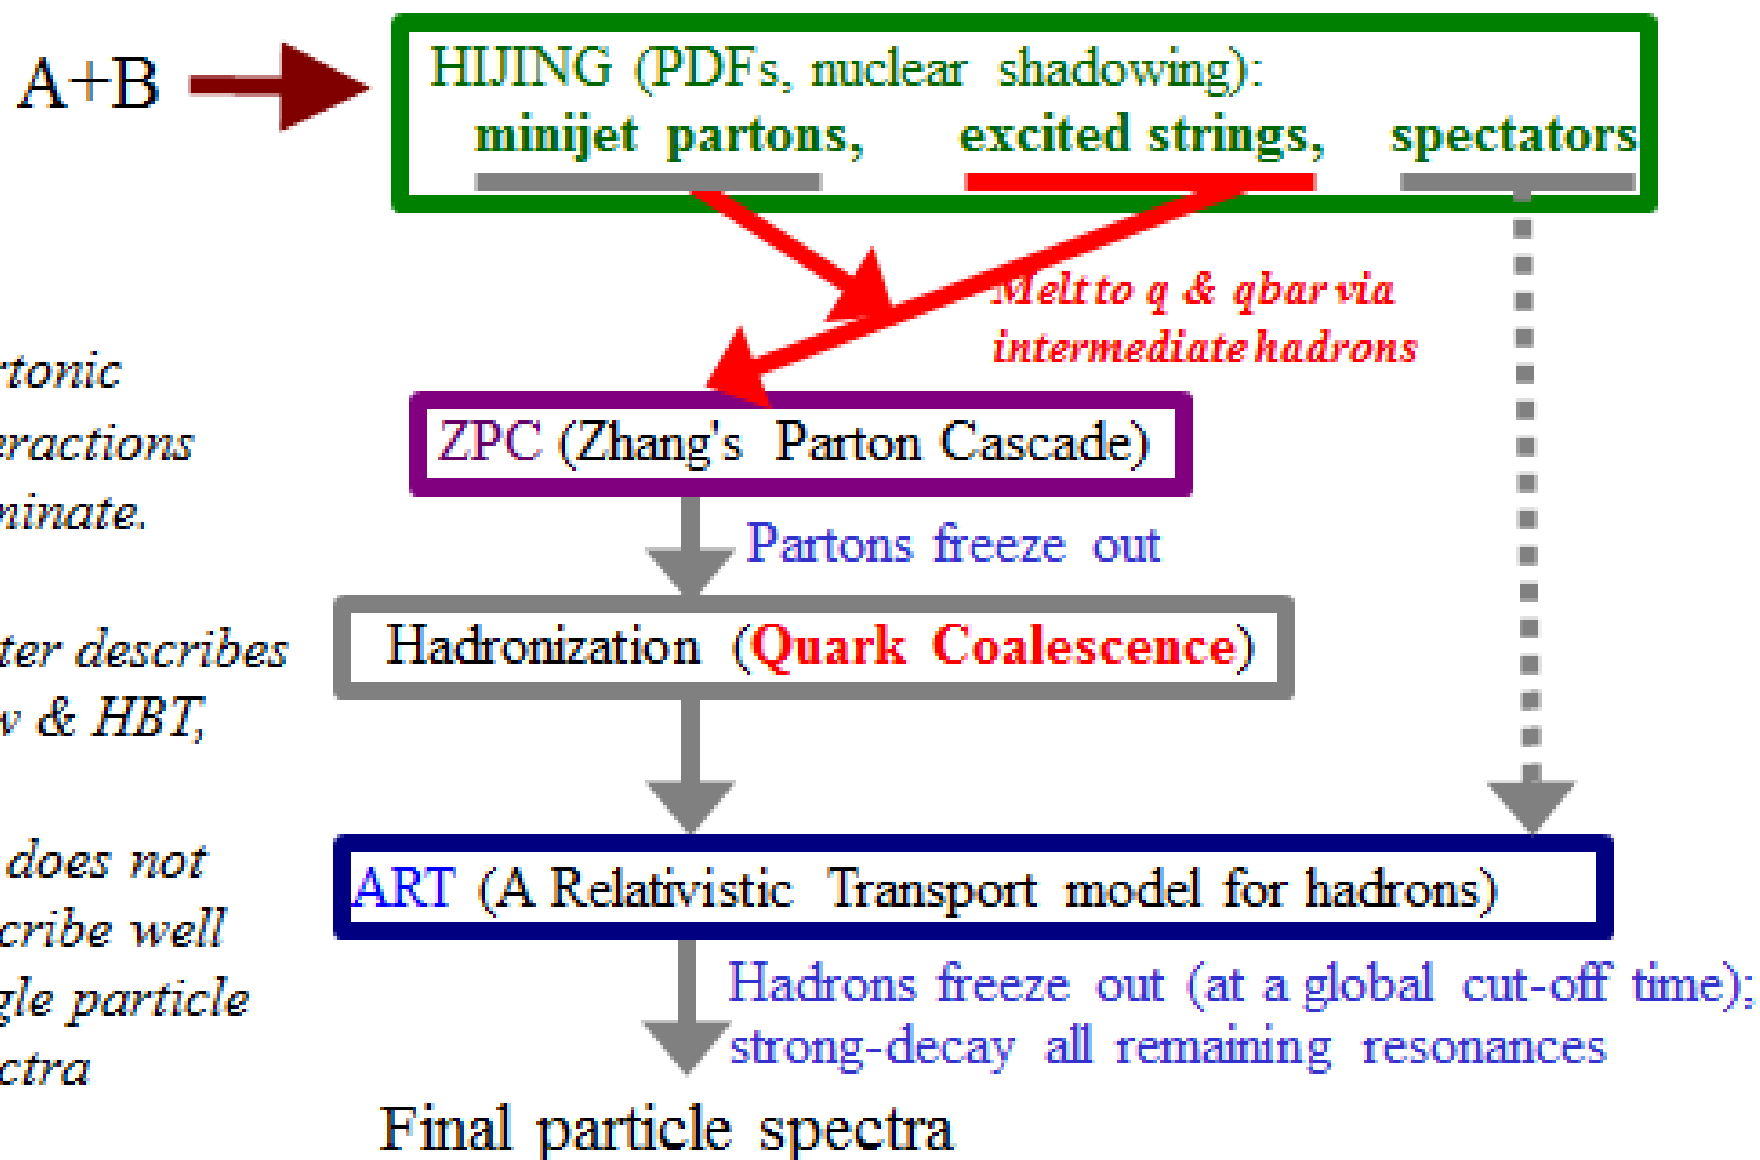 A+B
HIJING (PDFs, nuclear shadowing):
minijet partons, excited strings, spectators
Melt to q & qbar via
intermediate hadrons
rtonic
eractions
minate.
ZPC (Zhang's Parton Cascade)
Partons freeze out
ter describes
w & HBT,
Hadronization (Quark Coalescence)
does not
cribe well
gle particle
ctra
ART (A Relativistic Transport model for hadrons)
Hadrons freeze out (at a global cut-off time);
strong-decay all remaining resonances
Final particle spectra